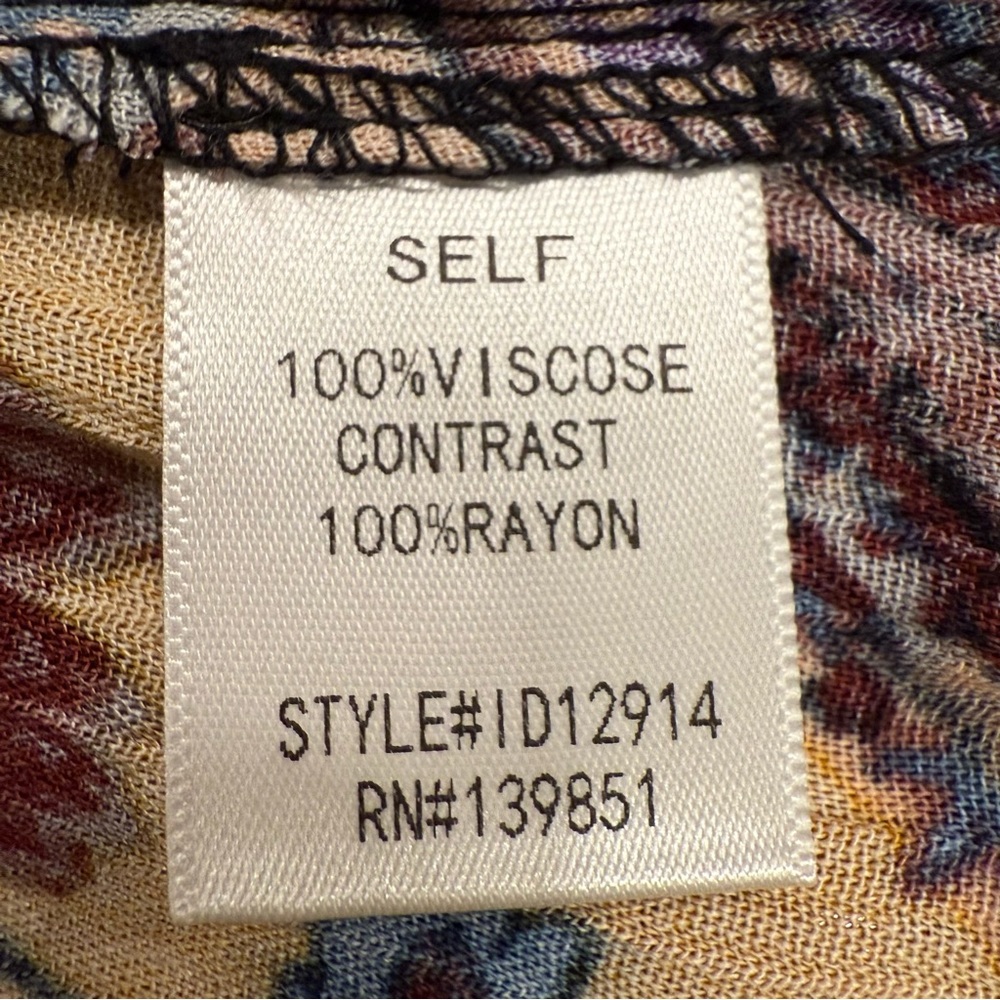 SELF
100%VISCOSE
CONTRAST
100%RAYON
STYLE#ID12914
RN#139851